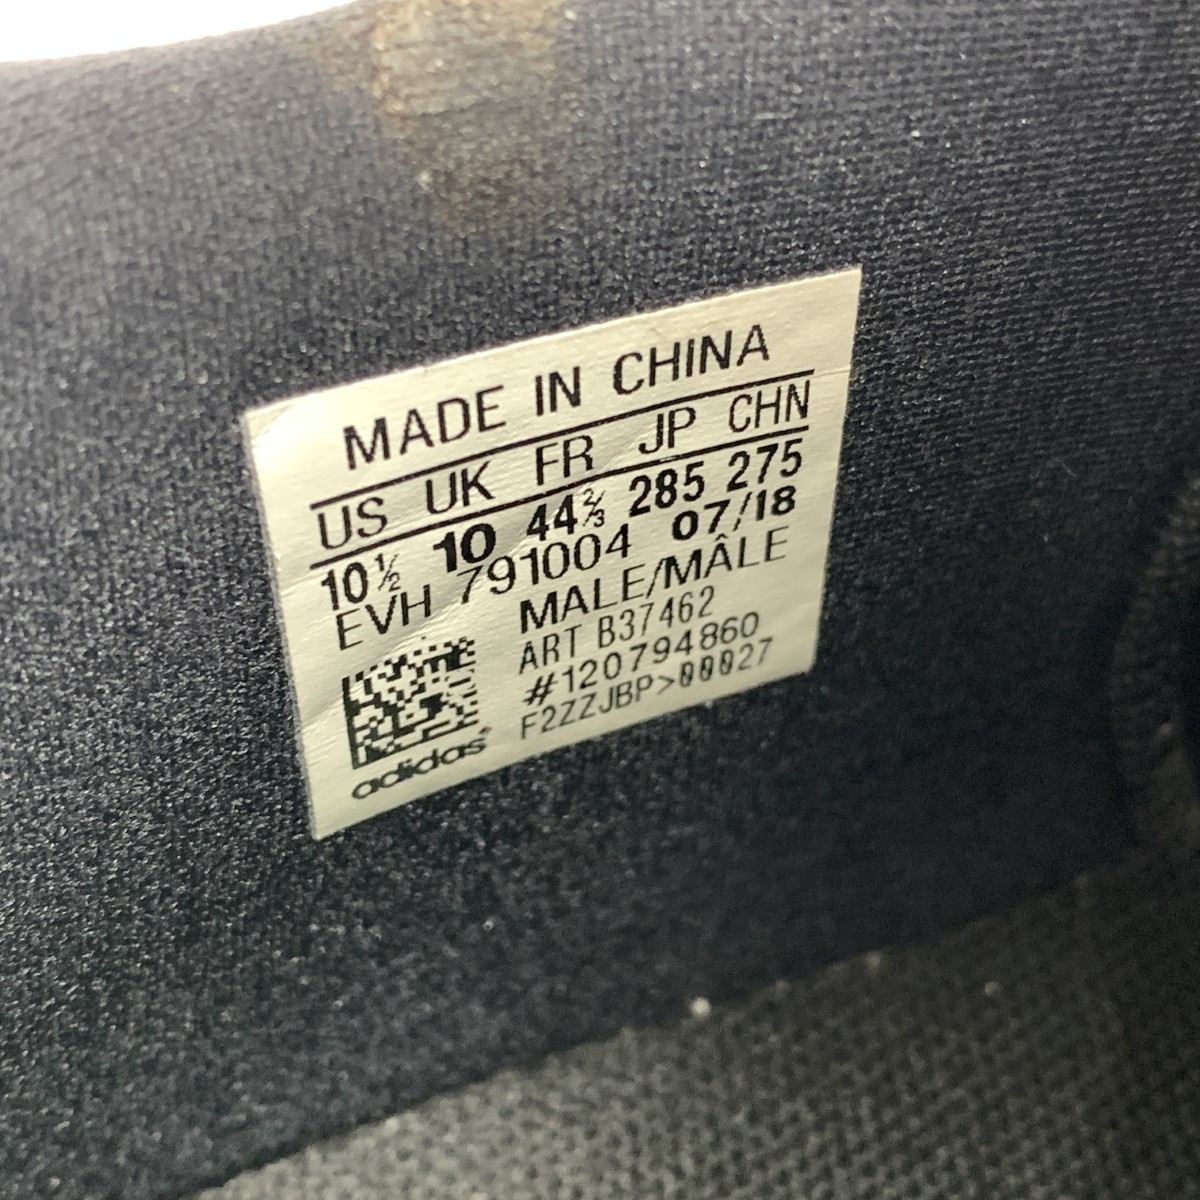 MADE IN CHINA
US UK FR JP CHN
10½ 10 44⅔ 285 275
EVH 791004 07/18
MALE/MÂLE
ART B37462
#120794860
F2ZZJBP>00027
adidas